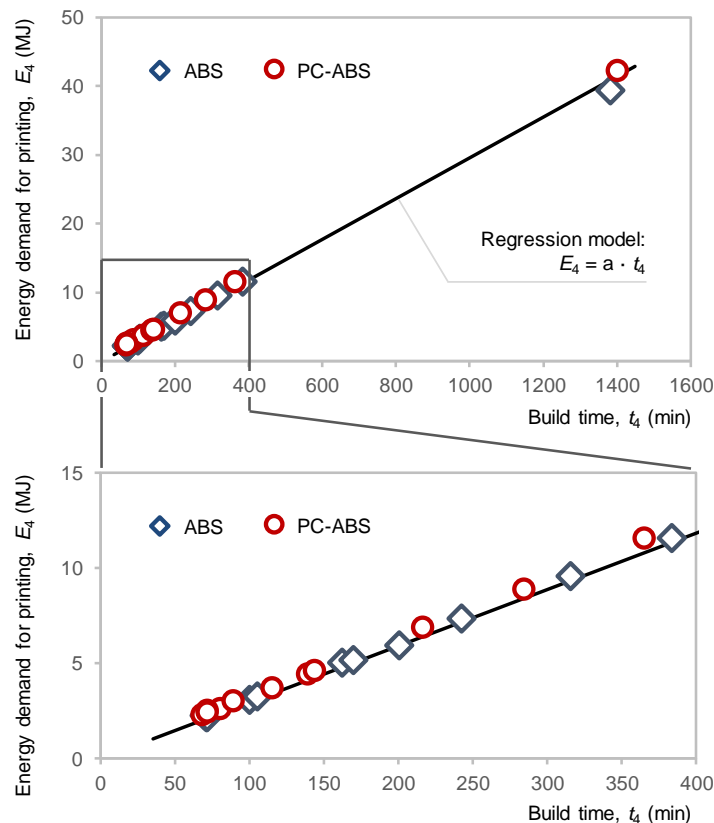 Energy demand for printing, E₄ (MJ)
50
40
30
20
10
0
ABS
PC-ABS
Regression model:
E₄ = a · t₄
0 200 400 600 800 1000 1200 1400 1600
Build time, t₄ (min)
Energy demand for printing, E₄ (MJ)
15
10
5
0
ABS
PC-ABS
0 50 100 150 200 250 300 350 400
Build time, t₄ (min)